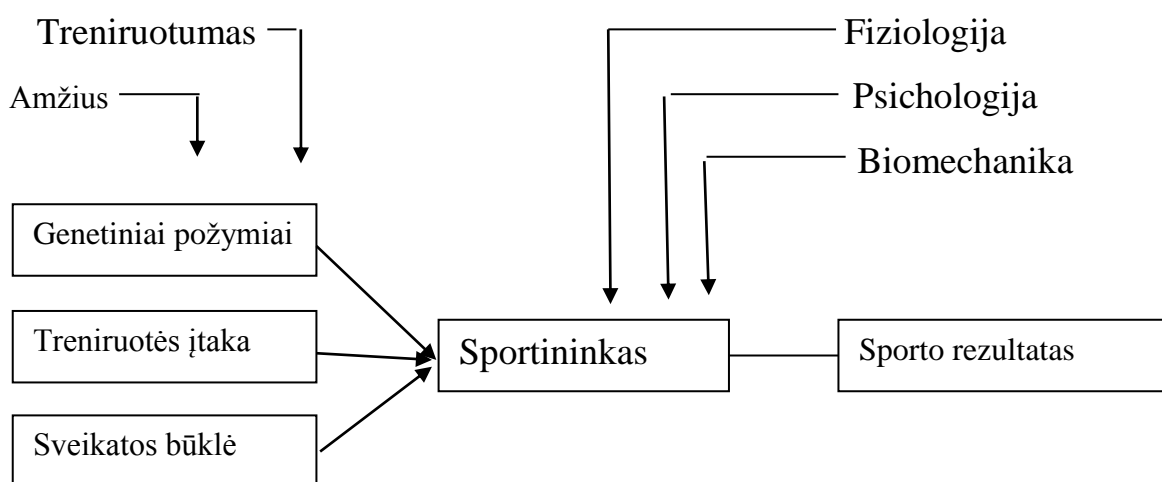 Treniruotumas
Fiziologija
Amžius
Psichologija
Biomechanika
Genetiniai požymiai
Treniruotės įtaka
Sportininkas
Sporto rezultatas
Sveikatos būklė